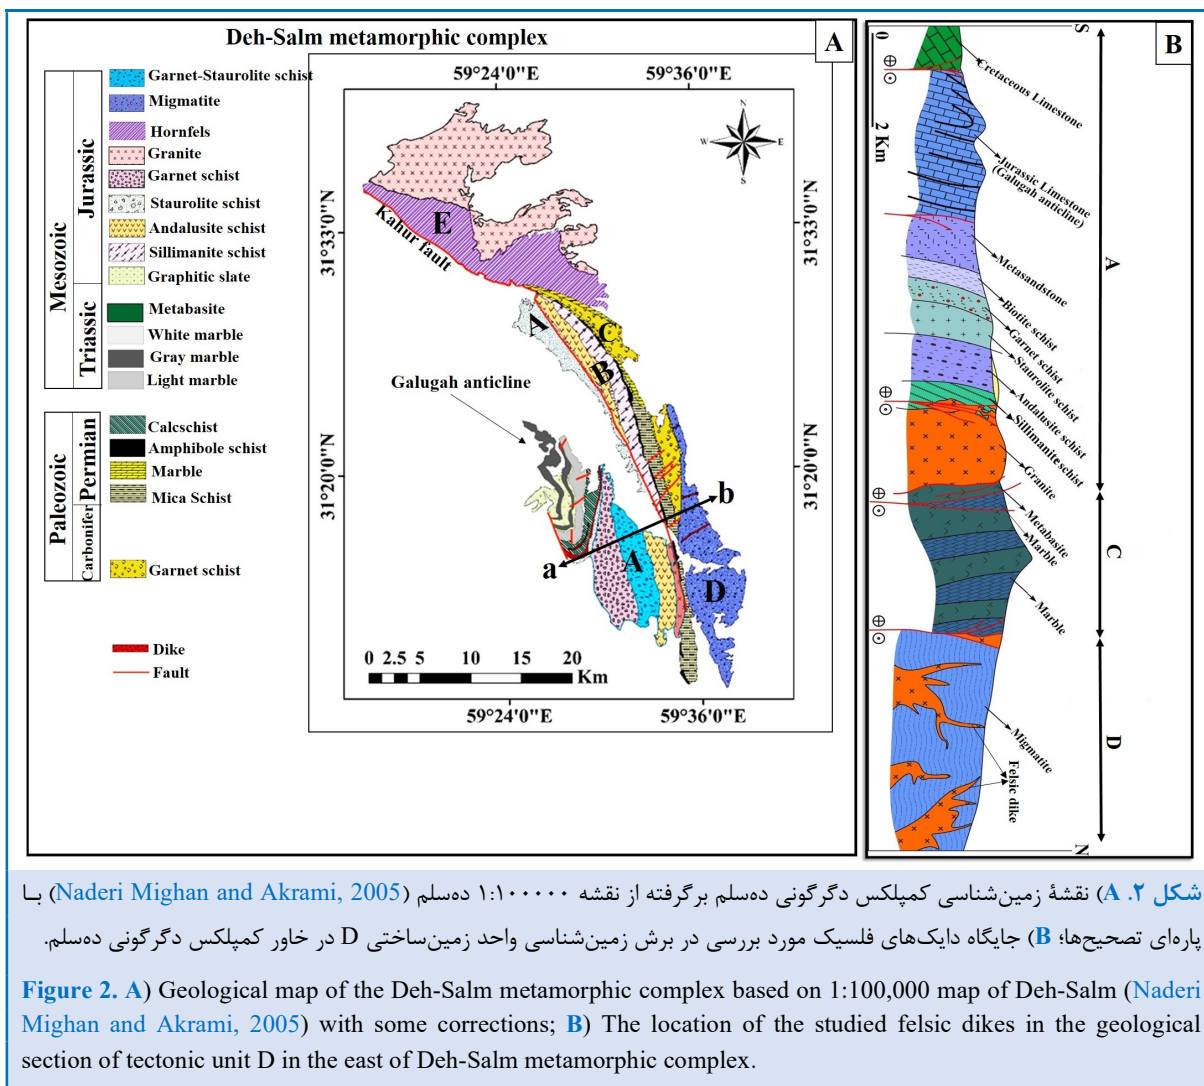 Deh-Salm metamorphic complex
A
Mesozoic
Jurassic
Garnet-Staurolite schist
Migmatite
Hornfels
Granite
Garnet schist
Staurolite schist
Andalusite schist
Sillimanite schist
Graphitic slate
Triassic
Metabasite
White marble
Gray marble
Light marble
Paleozoic
Permian
Calcschist
Amphibole schist
Marble
Mica Schist
Carbonifer
Garnet schist
Dike
Fault
59°24'0"E
59°36'0"E
31°33'0"N
31°33'0"N
31°20'0"N
31°20'0"N
59°24'0"E
59°36'0"E
N
W
E
S
E
Kahur fault
A
C
B
Galugah anticline
b
a
A
D
0 2.5 5 10 15 20
Km
B
S
0
2 Km
Cretaceous Limestone
Jurassic Limestone
(Galugah anticline)
Metasandstone
Biotite schist
Garnet schist
Staurolite schist
Andalusite schist
Sillimanite schist
Granite
Metabasite
Marble
Marble
Migmatite
Felsic dike
A
C
D
N
شکل ۲. A) نقشهٔ زمین‌شناسی کمپلکس دگرگونی ده‌سلم برگرفته از نقشه ۱:۱۰۰۰۰۰ ده‌سلم (Naderi Mighan and Akrami, 2005) بـا
پاره‌ای تصحیح‌ها؛ B) جایگاه دایک‌های فلسیک مورد بررسی در برش زمین‌شناسی واحد زمین‌ساختی D در خاور کمپلکس دگرگونی ده‌سلم.
Figure 2. A) Geological map of the Deh-Salm metamorphic complex based on 1:100,000 map of Deh-Salm (Naderi
Mighan and Akrami, 2005) with some corrections; B) The location of the studied felsic dikes in the geological
section of tectonic unit D in the east of Deh-Salm metamorphic complex.